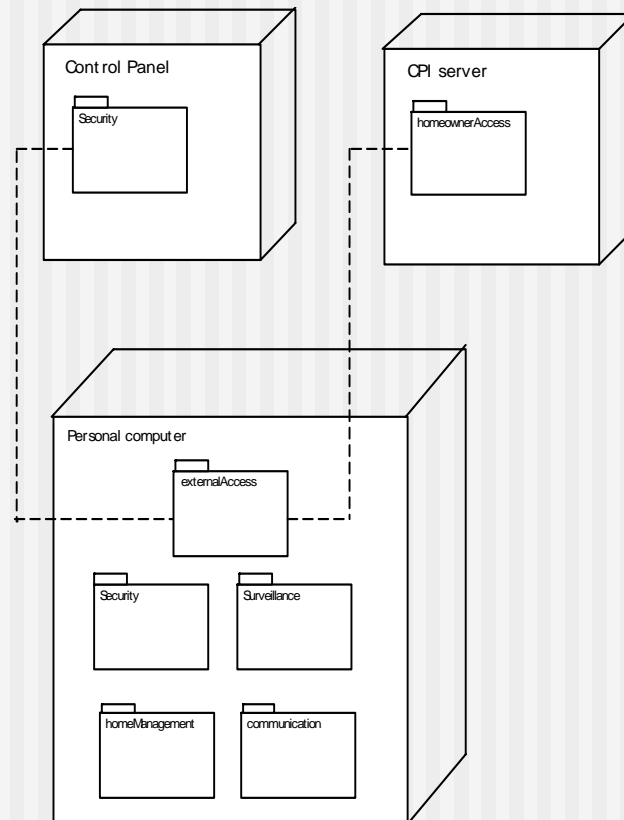 Control Panel
CPI server
Security
homeownerAccess
Personal computer
externalAccess
Security
Surveillance
homeManagement
communication